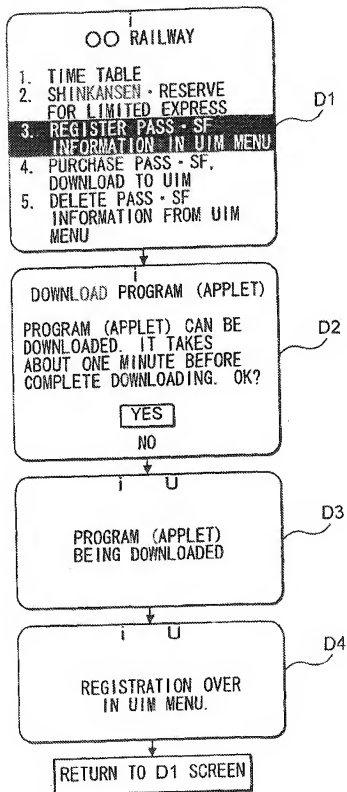 i
○○ RAILWAY
1. TIME TABLE
2. SHINKANSEN・RESERVE
FOR LIMITED EXPRESS
3. REGISTER PASS・SF
INFORMATION IN UIM MENU
4. PURCHASE PASS・SF,
DOWNLOAD TO UIM
5. DELETE PASS・SF
INFORMATION FROM UIM
MENU
D1
i
DOWNLOAD PROGRAM (APPLET)
PROGRAM (APPLET) CAN BE
DOWNLOADED. IT TAKES
ABOUT ONE MINUTE BEFORE
COMPLETE DOWNLOADING. OK?
YES
NO
D2
i U
PROGRAM (APPLET)
BEING DOWNLOADED
D3
i U
REGISTRATION OVER
IN UIM MENU.
D4
RETURN TO D1 SCREEN